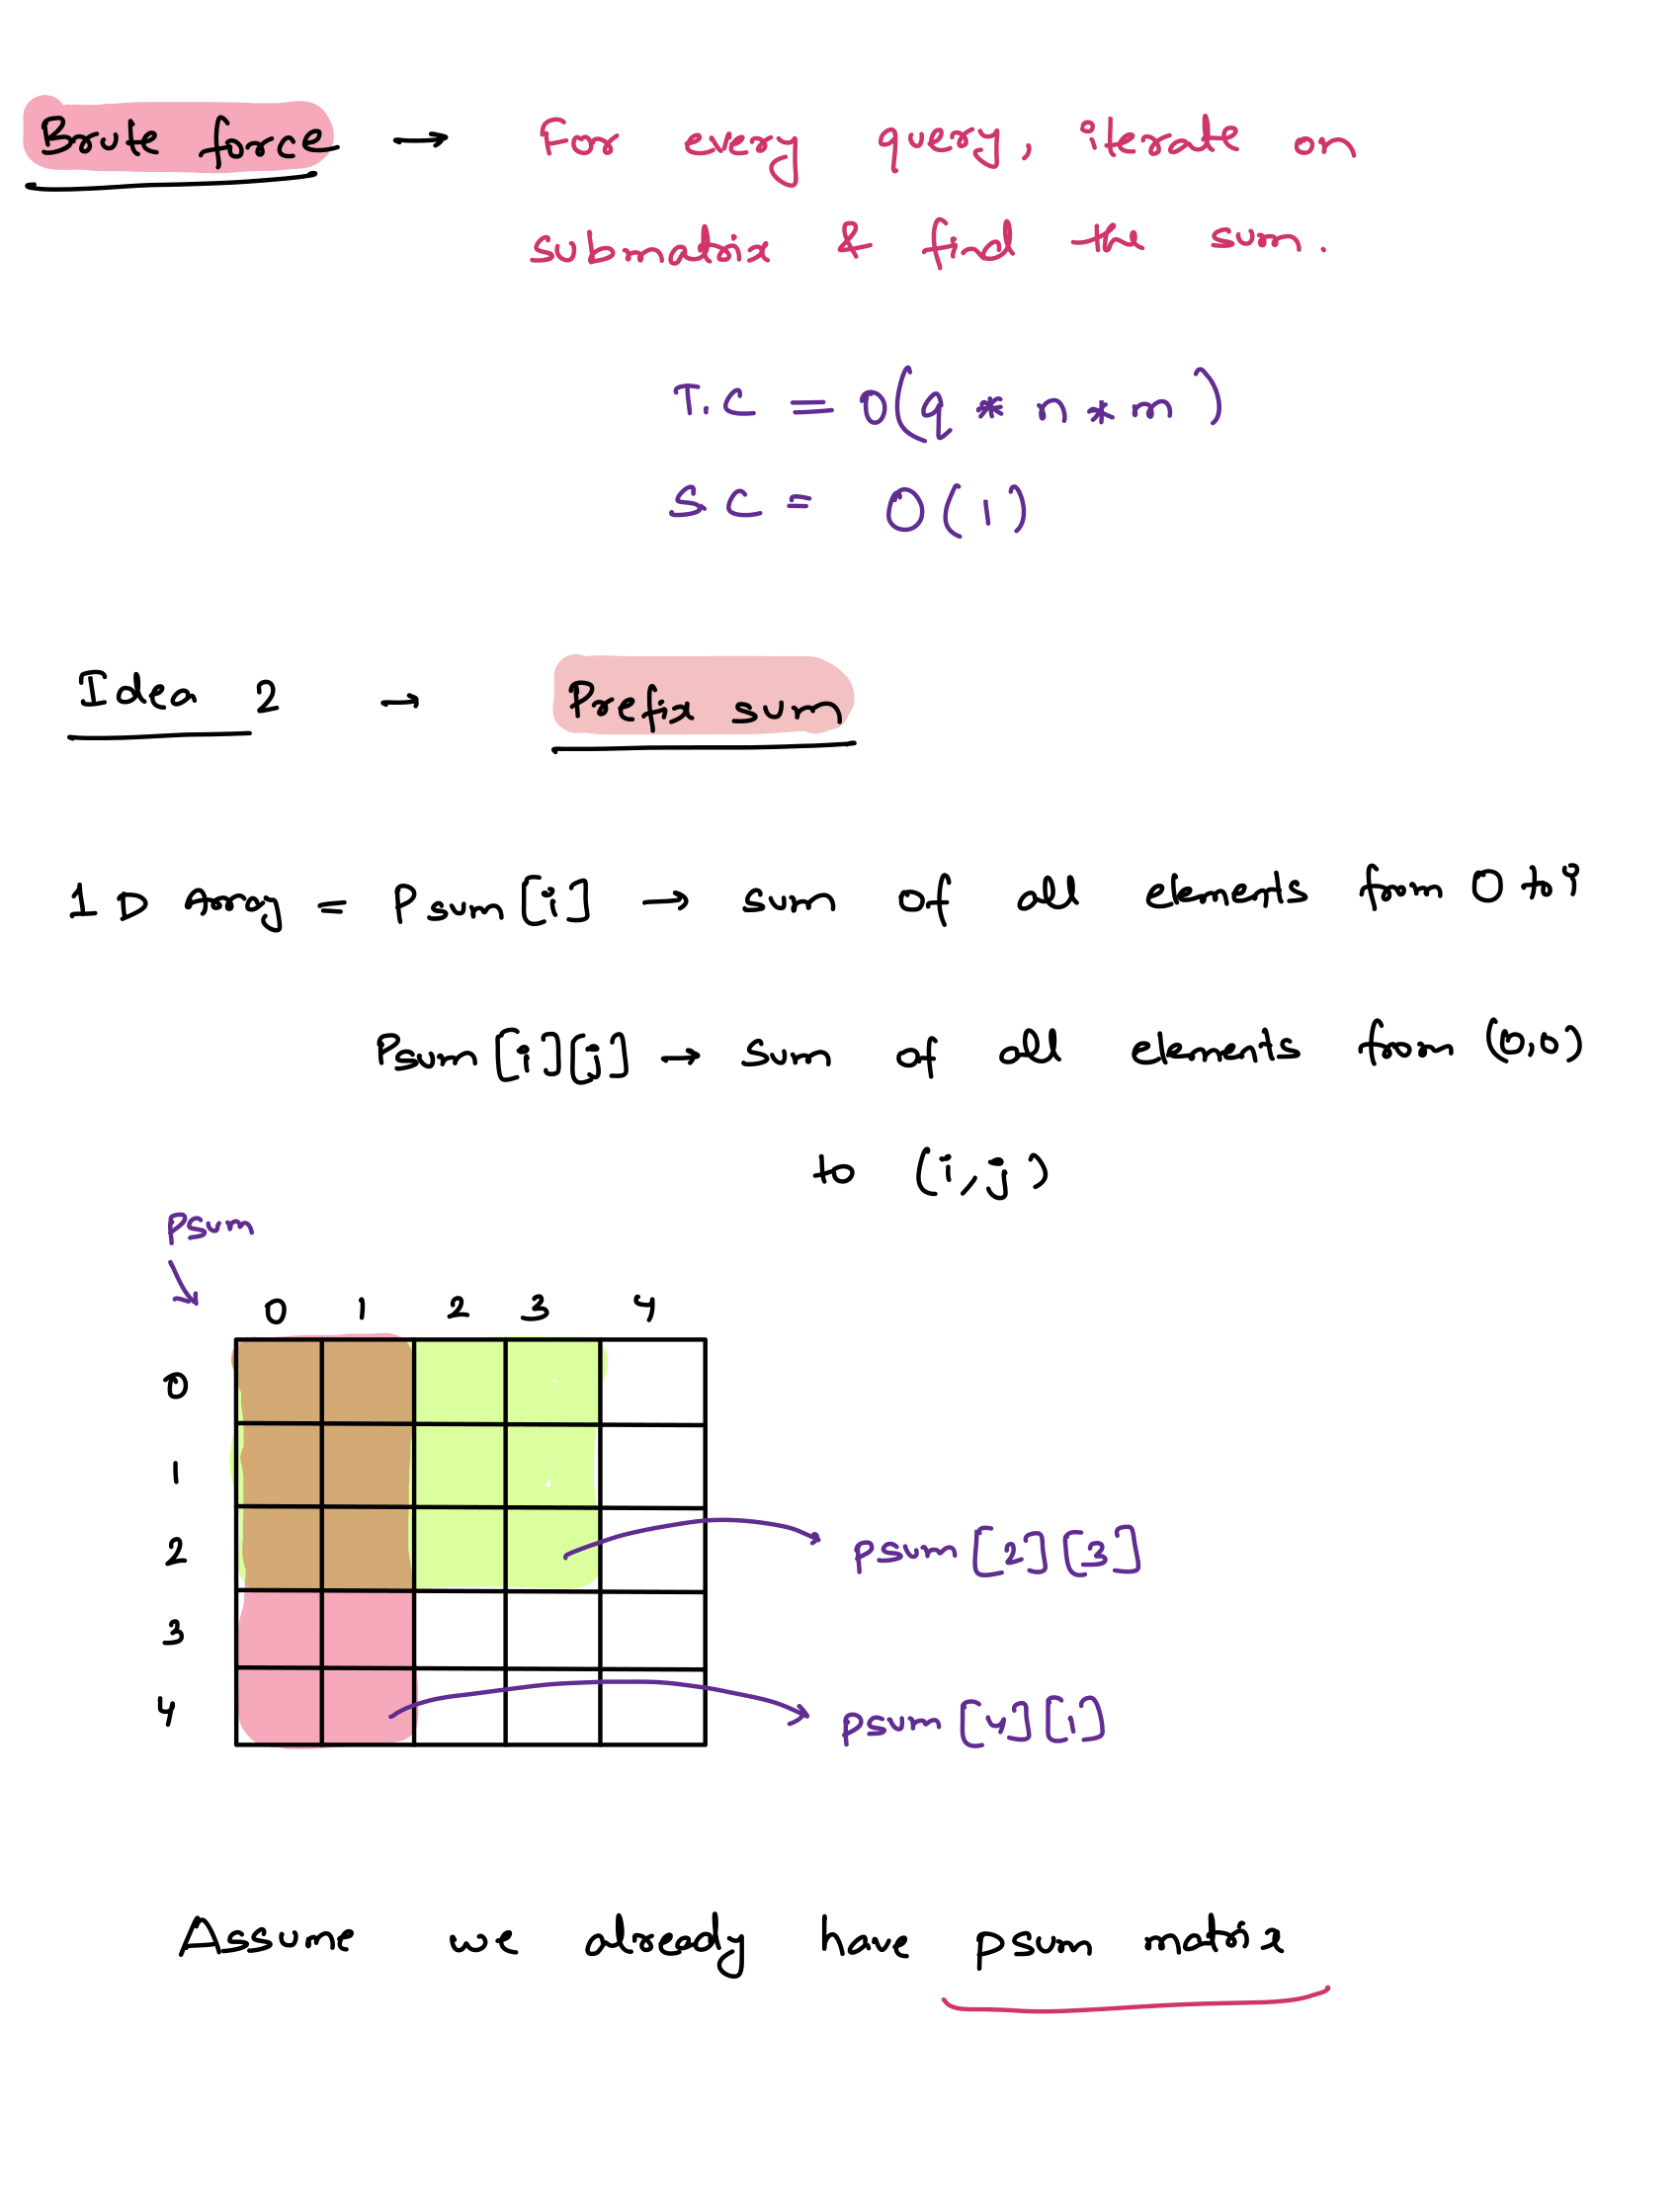 Brute force → For every query, iterate on
submatrix & find the sum.
T.C = O(q * n * m)
SC = O(1)
Idea 2 → Prefix sum
1D Array = Psum[i] → sum of all elements from 0 to i
Psum[i][j] → sum of all elements from (0,0)
to (i,j)
Psum
0 1 2 3 4
0
1
2 psum[2][3]
3
4 psum[4][1]
Assume we already have psum matrix